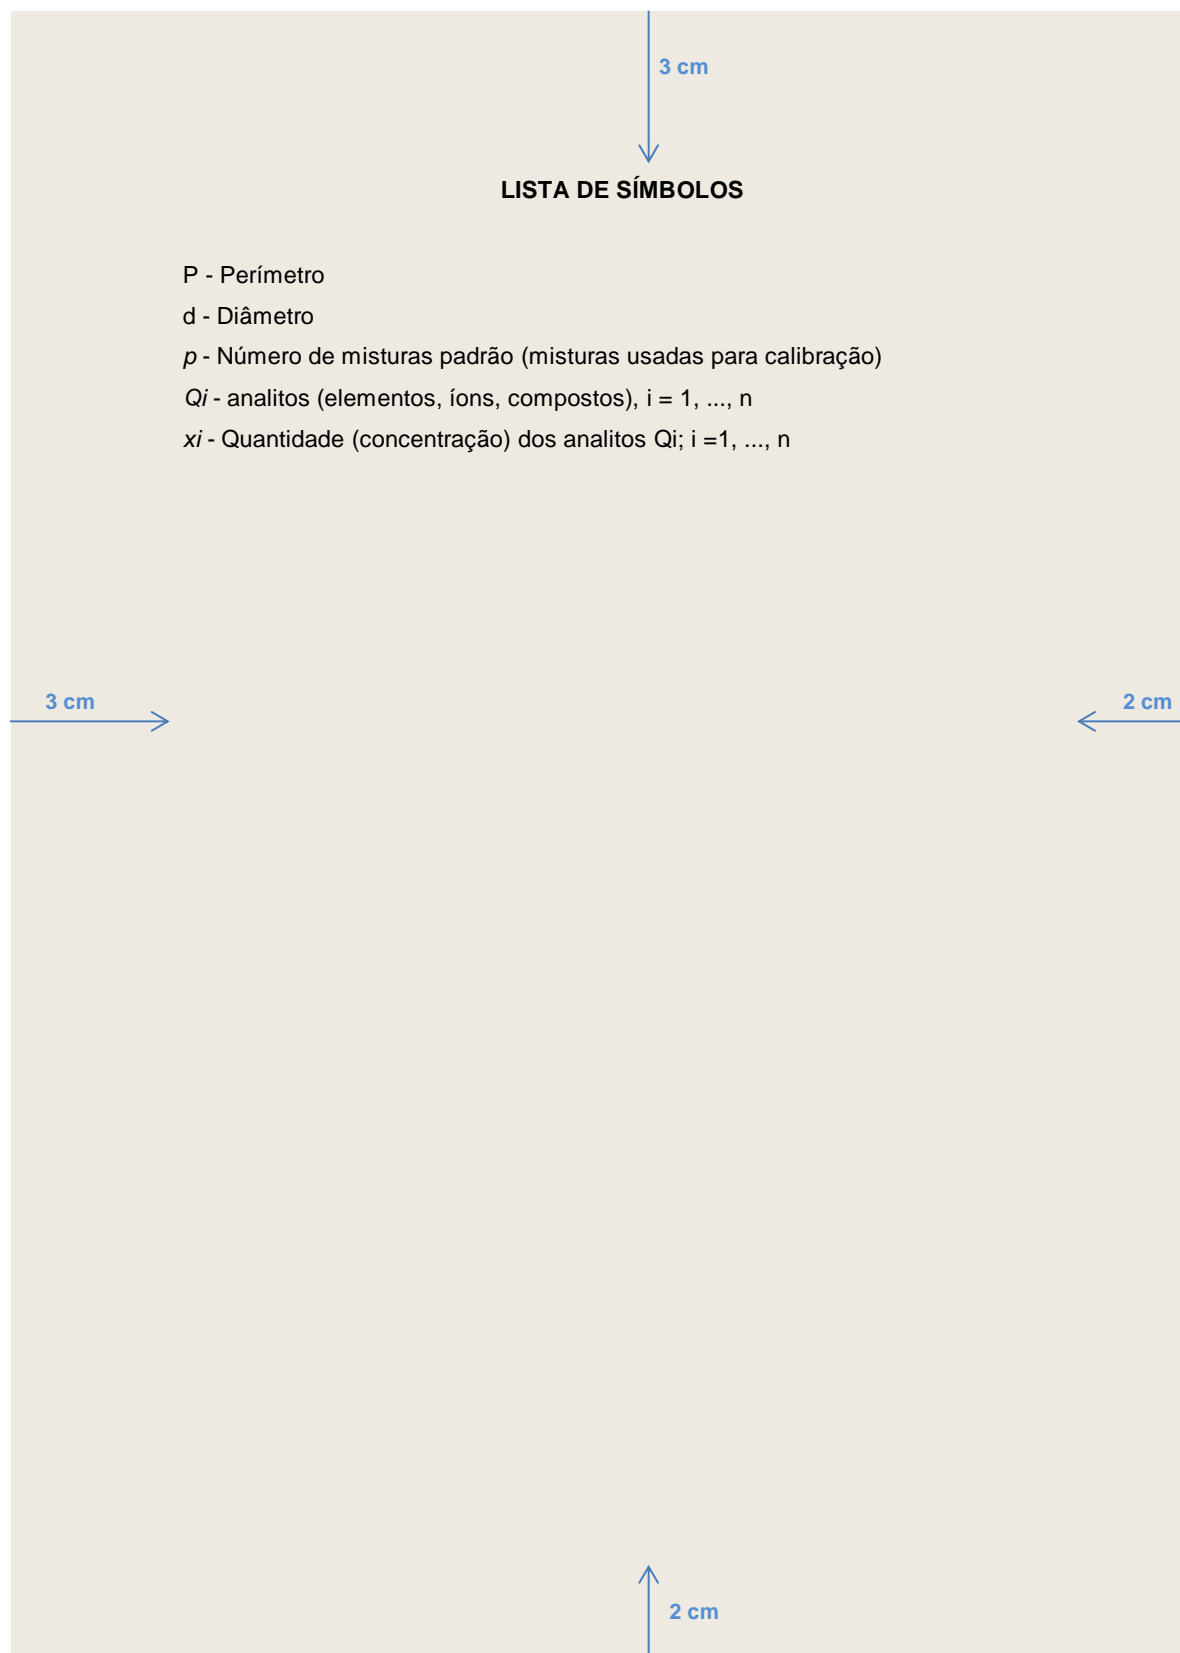 3 cm
LISTA DE SÍMBOLOS
P - Perímetro
d - Diâmetro
p - Número de misturas padrão (misturas usadas para calibração)
Qi - analitos (elementos, íons, compostos), i = 1, ..., n
xi - Quantidade (concentração) dos analitos Qi; i =1, ..., n
3 cm
2 cm
2 cm